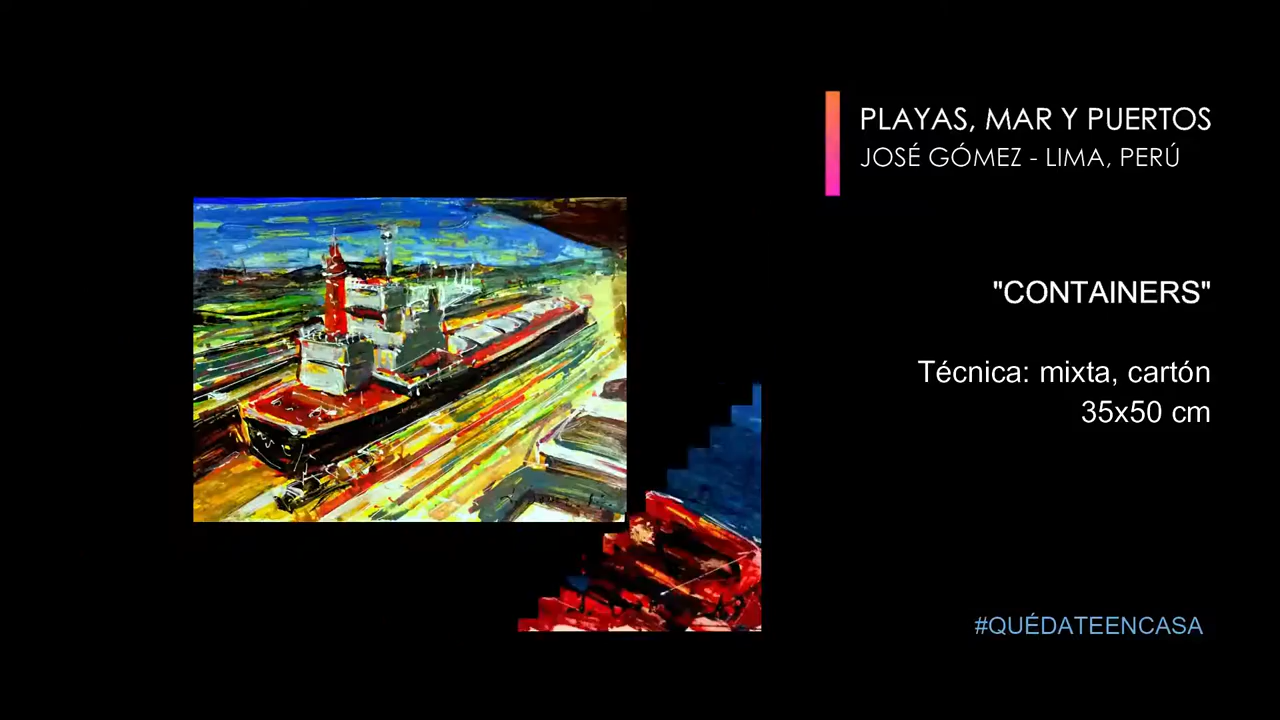 PLAYAS, MAR Y PUERTOS
JOSÉ GÓMEZ - LIMA, PERÚ
"CONTAINERS"
Técnica: mixta, cartón
35x50 cm
#QUÉDATEENCASA